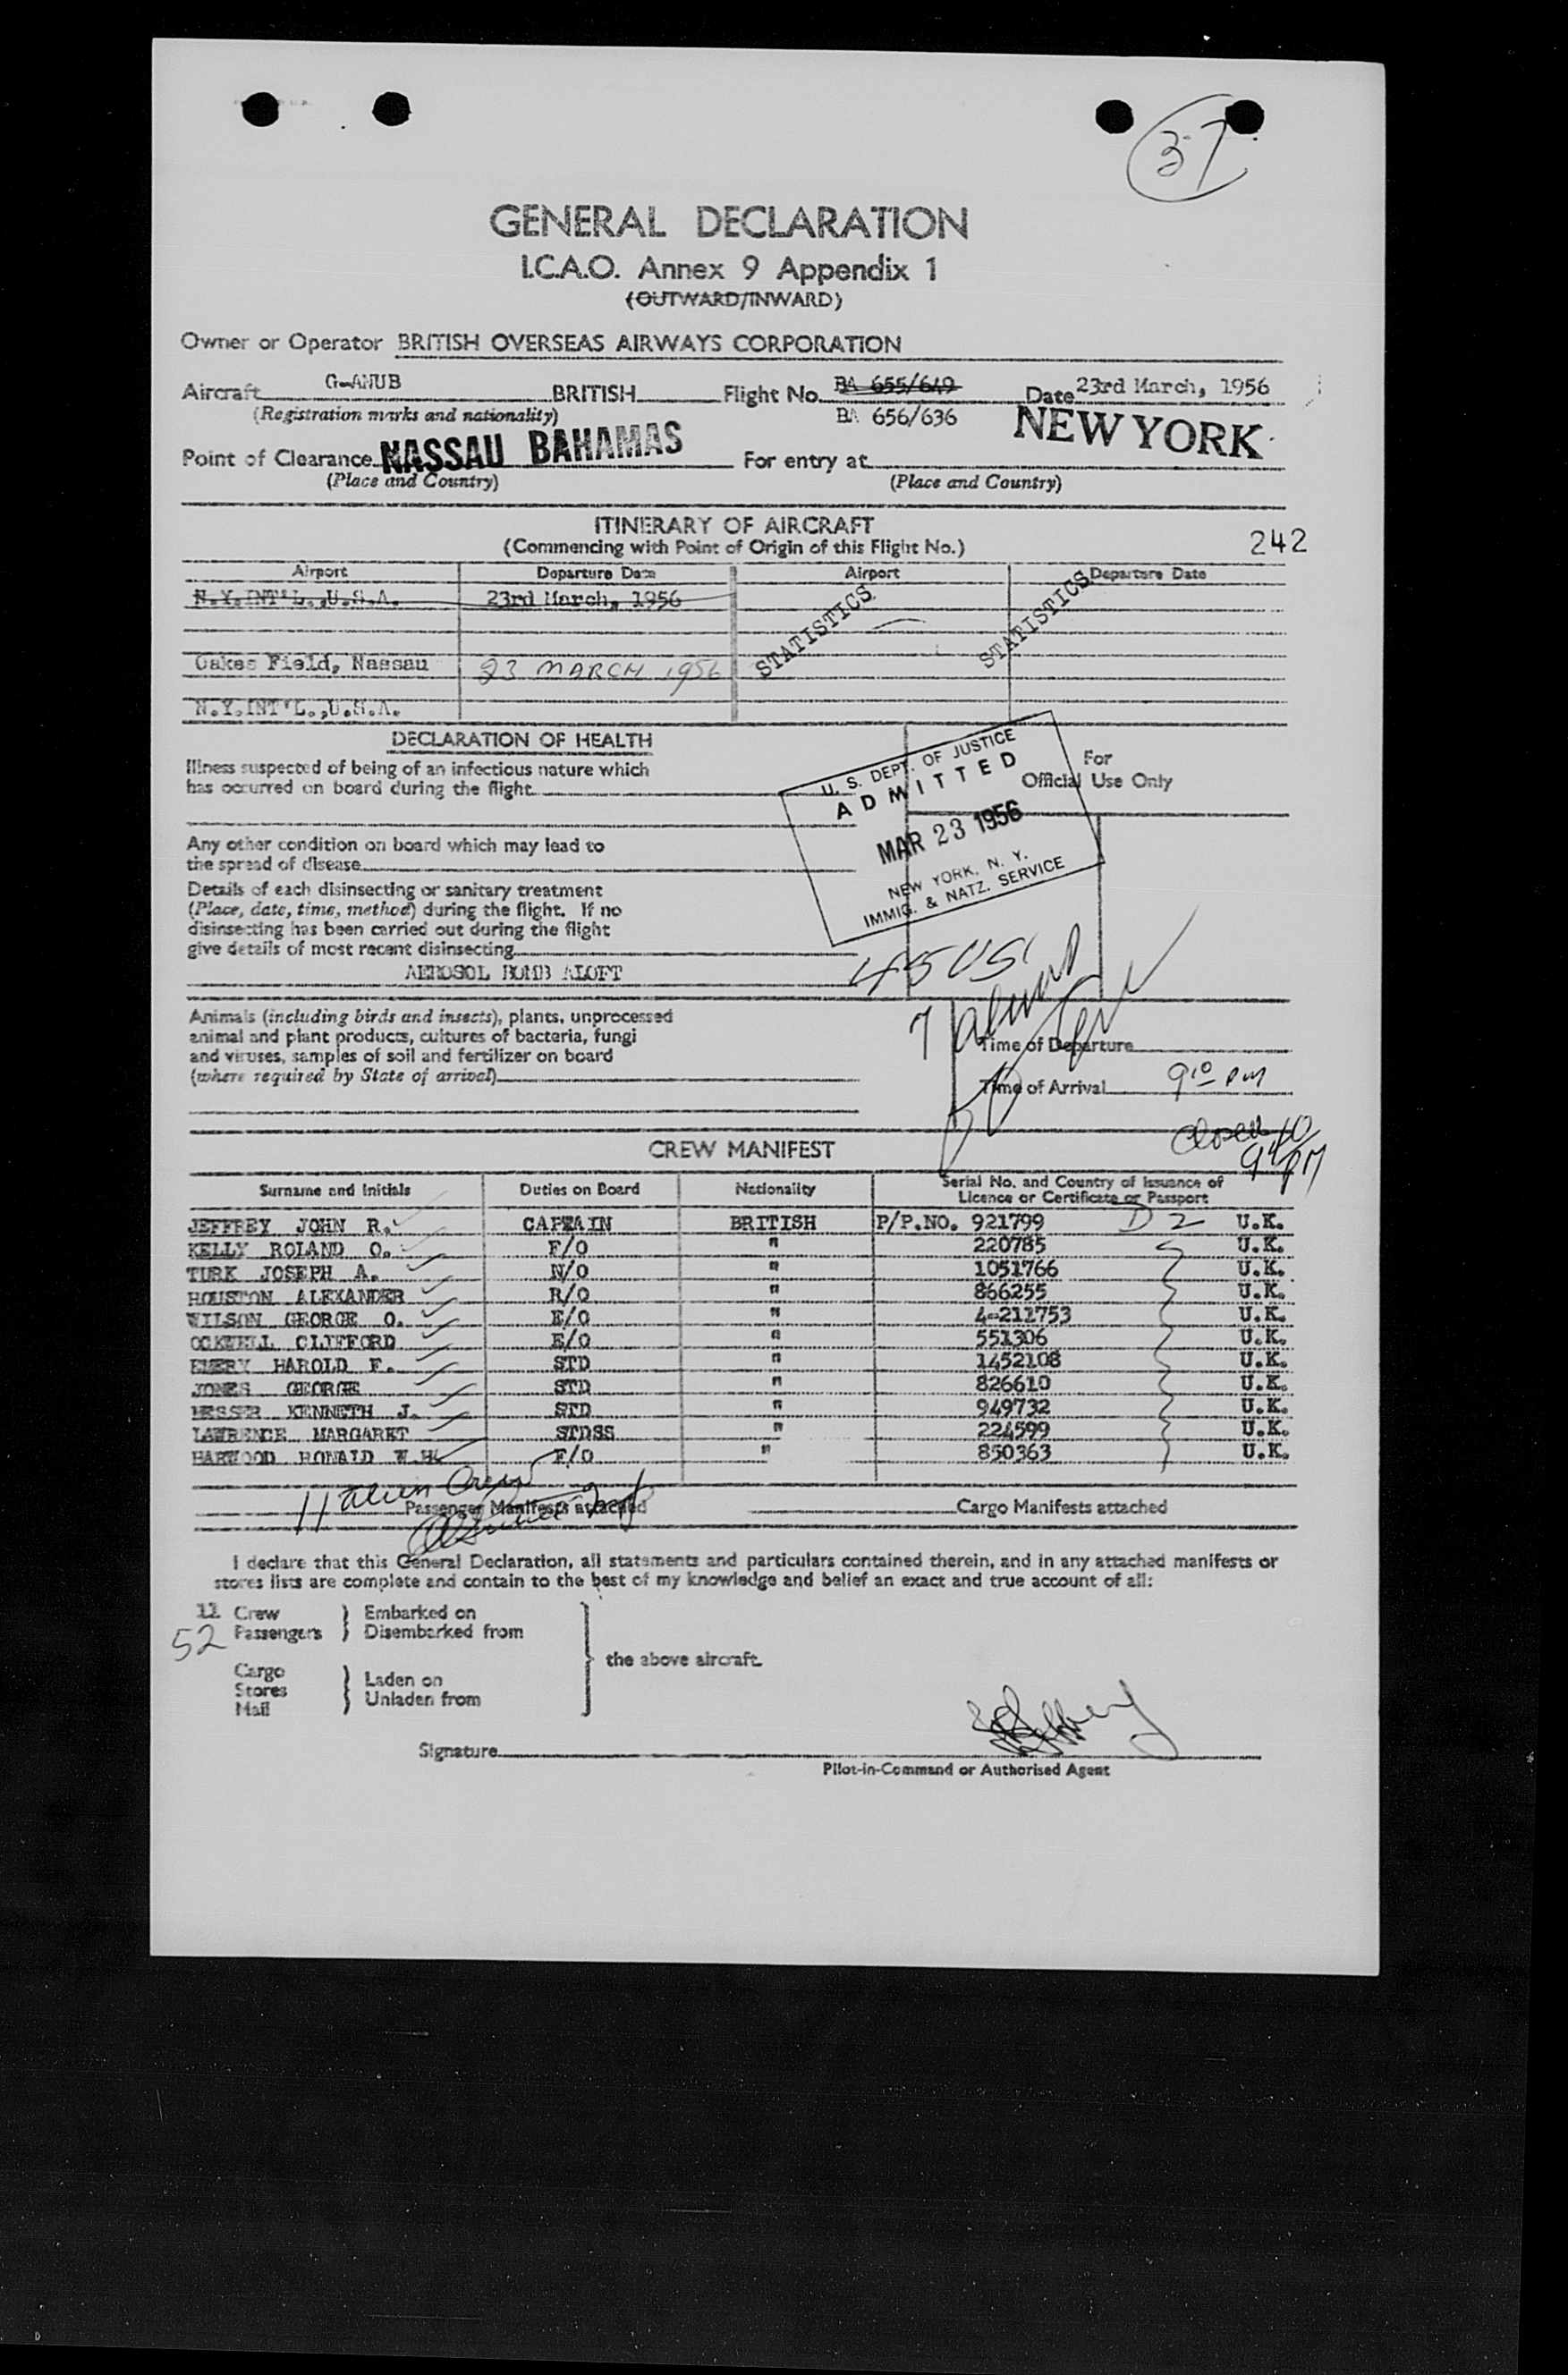 37
GENERAL DECLARATION
I.C.A.O. Annex 9 Appendix 1
(OUTWARD/INWARD)
Owner or Operator BRITISH OVERSEAS AIRWAYS CORPORATION
Aircraft G-ANUB BRITISH Flight No. BA 655/649 Date 23rd March, 1956
(Registration marks and nationality) BA 656/636
Point of Clearance NASSAU BAHAMAS For entry at NEW YORK
(Place and Country) (Place and Country)
ITINERARY OF AIRCRAFT
(Commencing with Point of Origin of this Flight No.) 242
Airport Departure Date Airport Departure Date
N.Y.INT'L.,U.S.A. 23rd March, 1956
STATISTICS STATISTICS
Oakes Field, Nassau 23 MARCH 1956
N.Y.INT'L.,U.S.A.
DECLARATION OF HEALTH
Illness suspected of being of an infectious nature which
has occurred on board during the flight
For
Official Use Only
U. S. DEPT. OF JUSTICE
ADMITTED
MAR 23 1956
NEW YORK, N. Y.
IMMIG. & NATZ. SERVICE
Any other condition on board which may lead to
the spread of disease
Details of each disinsecting or sanitary treatment
(Place, date, time, method) during the flight. If no
disinsecting has been carried out during the flight
give details of most recent disinsecting
AEROSOL BOMB ALOFT
45 USC
7 aliens
Animals (including birds and insects), plants, unprocessed
animal and plant products, cultures of bacteria, fungi
and viruses, samples of soil and fertilizer on board
(where required by State of arrival)
Time of Departure
Time of Arrival 9 10 PM
Closed 9 40 PM
CREW MANIFEST
Surname and Initials Duties on Board Nationality Serial No. and Country of Issuance of
Licence or Certificate or Passport
JEFFREY JOHN R. CAPTAIN BRITISH P/P.NO. 921799 D 2 U.K.
KELLY ROLAND O. F/O " 220785 U.K.
TURK JOSEPH A. N/O " 1051766 U.K.
HOUSTON ALEXANDER R/O " 866255 U.K.
WILSON GEORGE O. E/O " 4-211753 U.K.
OCKWELL CLIFFORD E/O " 551306 U.K.
EMERY HAROLD F. STD " 1452108 U.K.
JONES GEORGE STD " 826610 U.K.
MESSER KENNETH J. STD " 949732 U.K.
LAWRENCE MARGARET STDSS " 224599 U.K.
HARWOOD RONALD W.H. F/O " 850363 U.K.
11 alien Crew
Passenger Manifests attached Cargo Manifests attached
I declare that this General Declaration, all statements and particulars contained therein, and in any attached manifests or
stores lists are complete and contain to the best of my knowledge and belief an exact and true account of all:
11 Crew Embarked on
52 Passengers Disembarked from
the above aircraft.
Cargo
Stores Laden on
Mail Unladen from
Signature
Pilot-in-Command or Authorised Agent